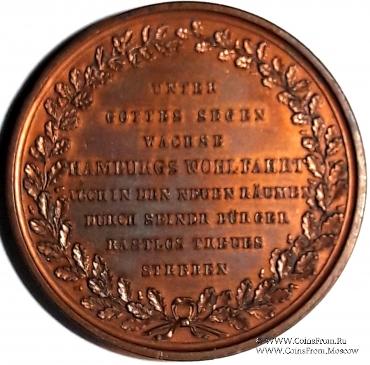 UNTER
GOTTES SEGEN
WACHSE
HAMBURGS WOHLFAHRT
AUCH IN DEN NEUEN RÄUMEN
DURCH SEINER BÜRGER
RASTLOS TREUES
STREBEN
www.CoinsFrom.Ru
www.CoinsFrom.Moscow